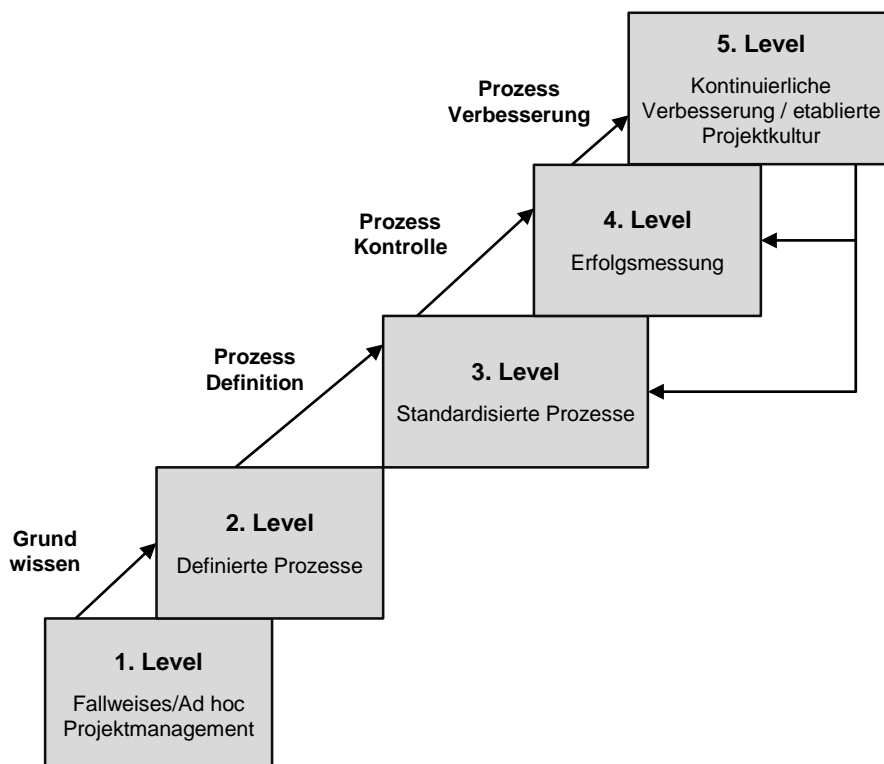 5. Level
Kontinuierliche
Verbesserung / etablierte
Projektkultur
Prozess
Verbesserung
4. Level
Erfolgsmessung
Prozess
Kontrolle
3. Level
Standardisierte Prozesse
Prozess
Definition
2. Level
Definierte Prozesse
Grund
wissen
1. Level
Fallweises/Ad hoc
Projektmanagement